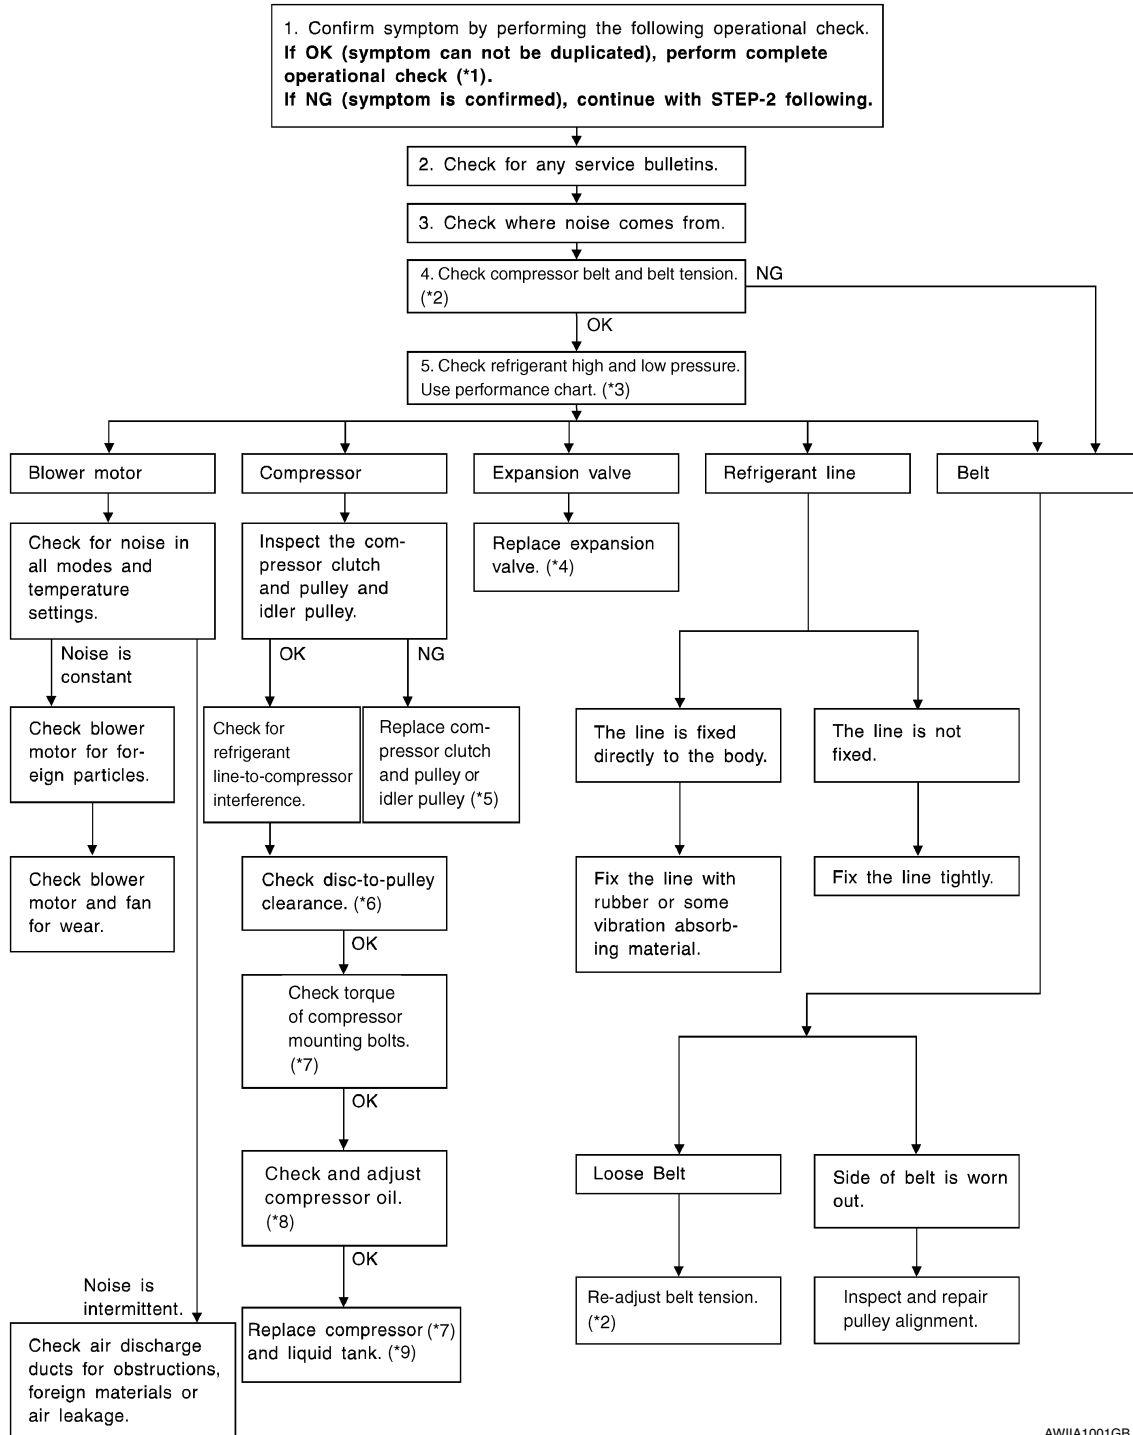 1. Confirm symptom by performing the following operational check.
If OK (symptom can not be duplicated), perform complete
operational check (*1).
If NG (symptom is confirmed), continue with STEP-2 following.
2. Check for any service bulletins.
3. Check where noise comes from.
4. Check compressor belt and belt tension.
(*2)
NG
OK
5. Check refrigerant high and low pressure.
Use performance chart. (*3)
Blower motor
Compressor
Expansion valve
Refrigerant line
Belt
Check for noise in
all modes and
temperature
settings.
Inspect the com-
pressor clutch
and pulley and
idler pulley.
Replace expansion
valve. (*4)
Noise is
constant
OK
NG
Check blower
motor for for-
eign particles.
Check for
refrigerant
line-to-compressor
interference.
Replace com-
pressor clutch
and pulley or
idler pulley (*5)
The line is fixed
directly to the body.
The line is not
fixed.
Check blower
motor and fan
for wear.
Check disc-to-pulley
clearance. (*6)
Fix the line with
rubber or some
vibration absorb-
ing material.
Fix the line tightly.
OK
Check torque
of compressor
mounting bolts.
(*7)
OK
Check and adjust
compressor oil.
(*8)
Loose Belt
Side of belt is worn
out.
OK
Noise is
intermittent.
Re-adjust belt tension.
(*2)
Inspect and repair
pulley alignment.
Check air discharge
ducts for obstructions,
foreign materials or
air leakage.
Replace compressor (*7)
and liquid tank. (*9)
AWIIA1001GB